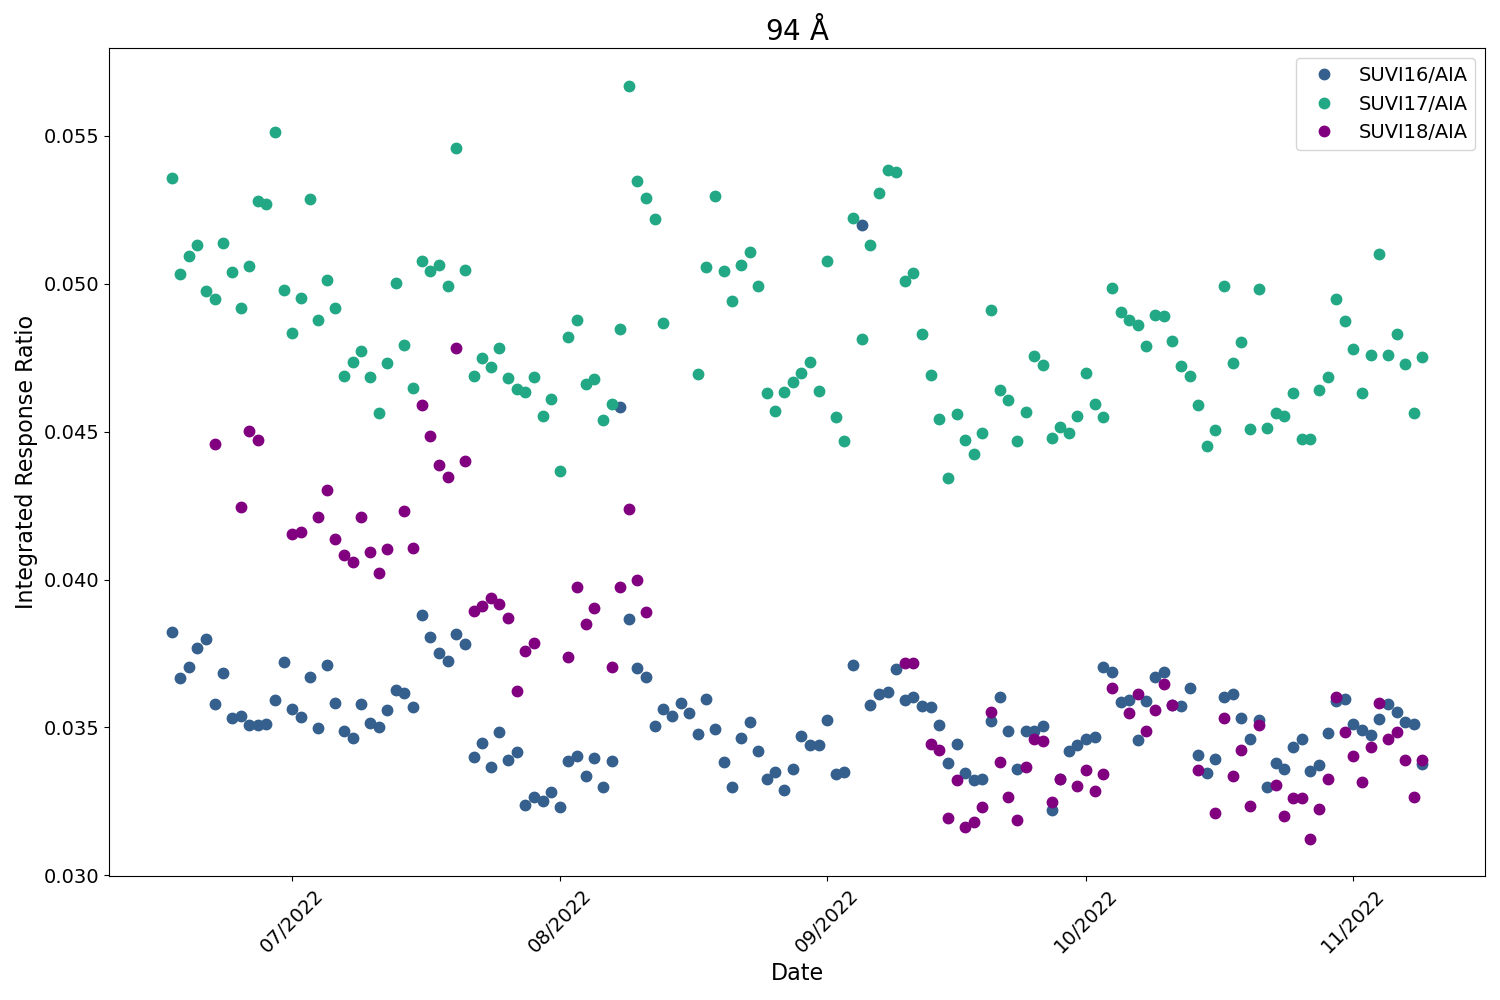 94 Å
SUVI16/AIA
SUVI17/AIA
SUVI18/AIA
Integrated Response Ratio
0.055
0.050
0.045
0.040
0.035
0.030
07/2022
08/2022
09/2022
10/2022
11/2022
Date